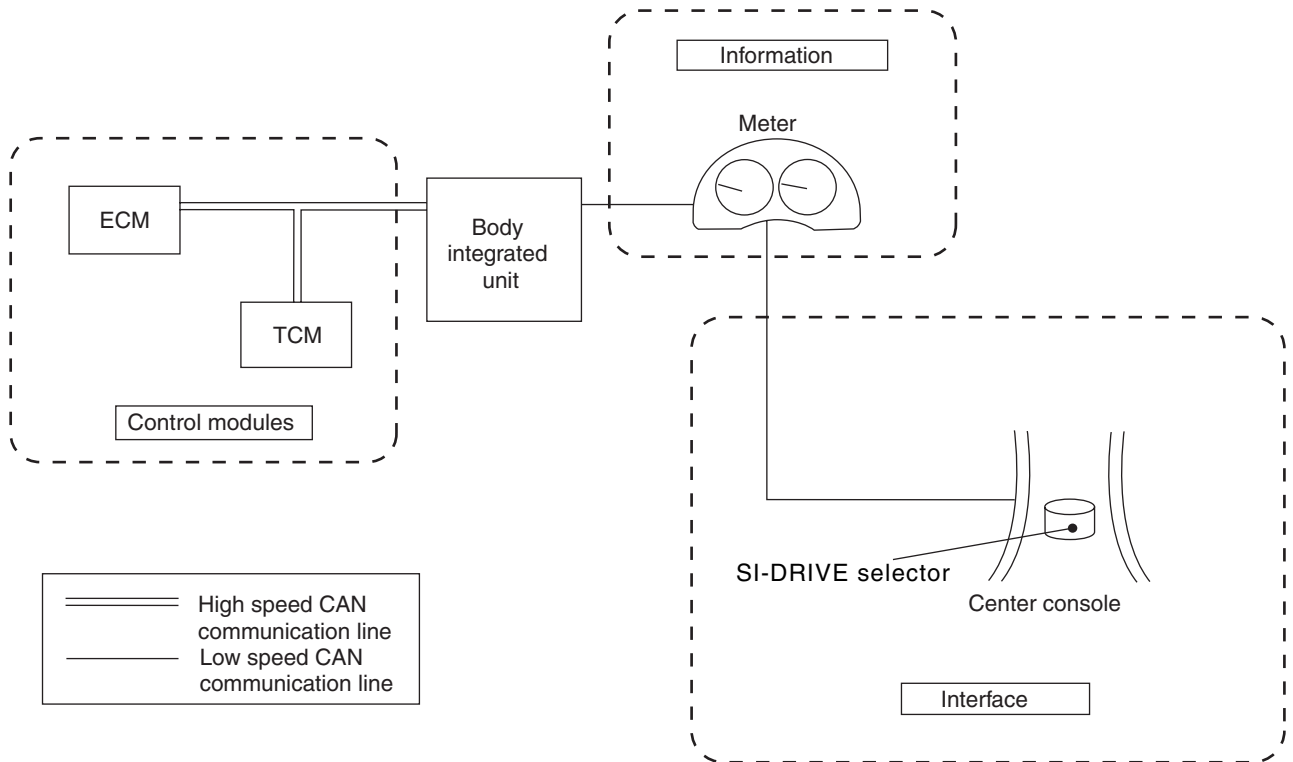 Information
Meter
ECM
Body
integrated
unit
TCM
Control modules
SI-DRIVE selector
Center console
High speed CAN
communication line
Low speed CAN
communication line
Interface